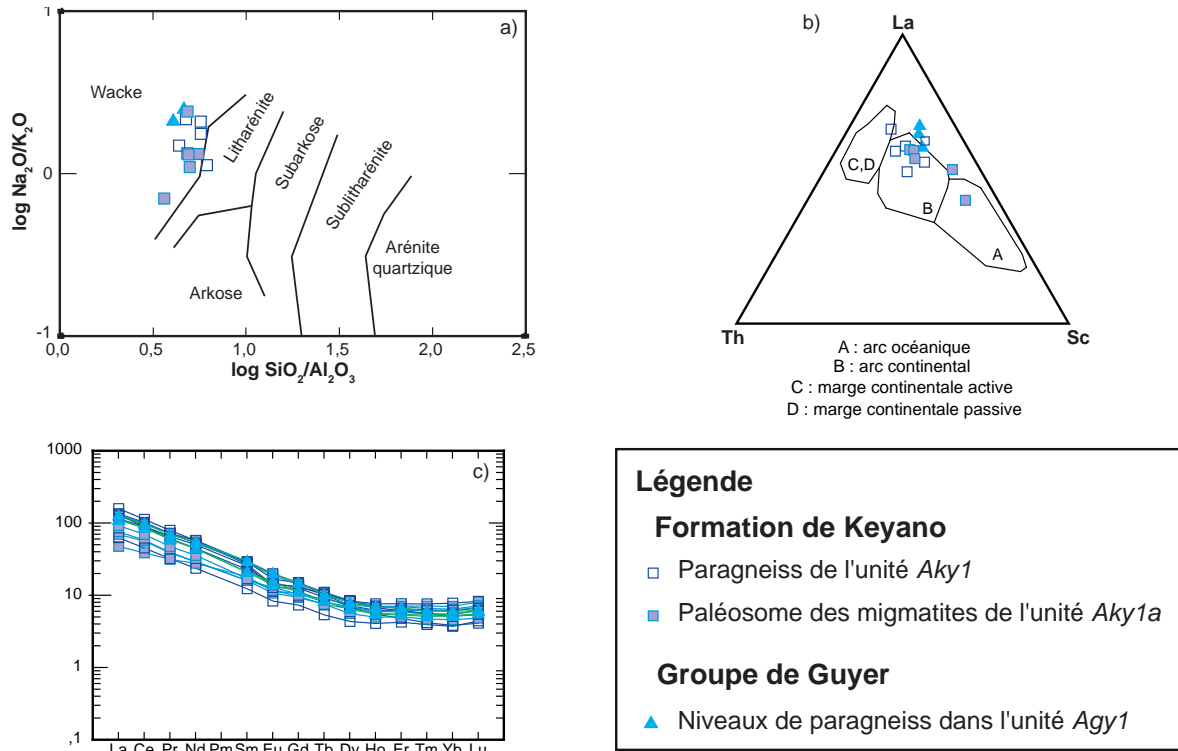 a)
1
0
-1
log Na2O/K2O
Wacke
Litharénite
Subarkose
Sublitharénite
Arkose
Arénite
quartzique
0,0 0,5 1,0 1,5 2,0 2,5
log SiO2/Al2O3
b)
La
C,D
B
A
Th Sc
A : arc océanique
B : arc continental
C : marge continentale active
D : marge continentale passive
c)
1000
100
10
1
,1
La Ce Pr Nd Pm Sm Eu Gd Tb Dy Ho Er Tm Yb Lu
Légende
Formation de Keyano
Paragneiss de l'unité Aky1
Paléosome des migmatites de l'unité Aky1a
Groupe de Guyer
Niveaux de paragneiss dans l'unité Agy1